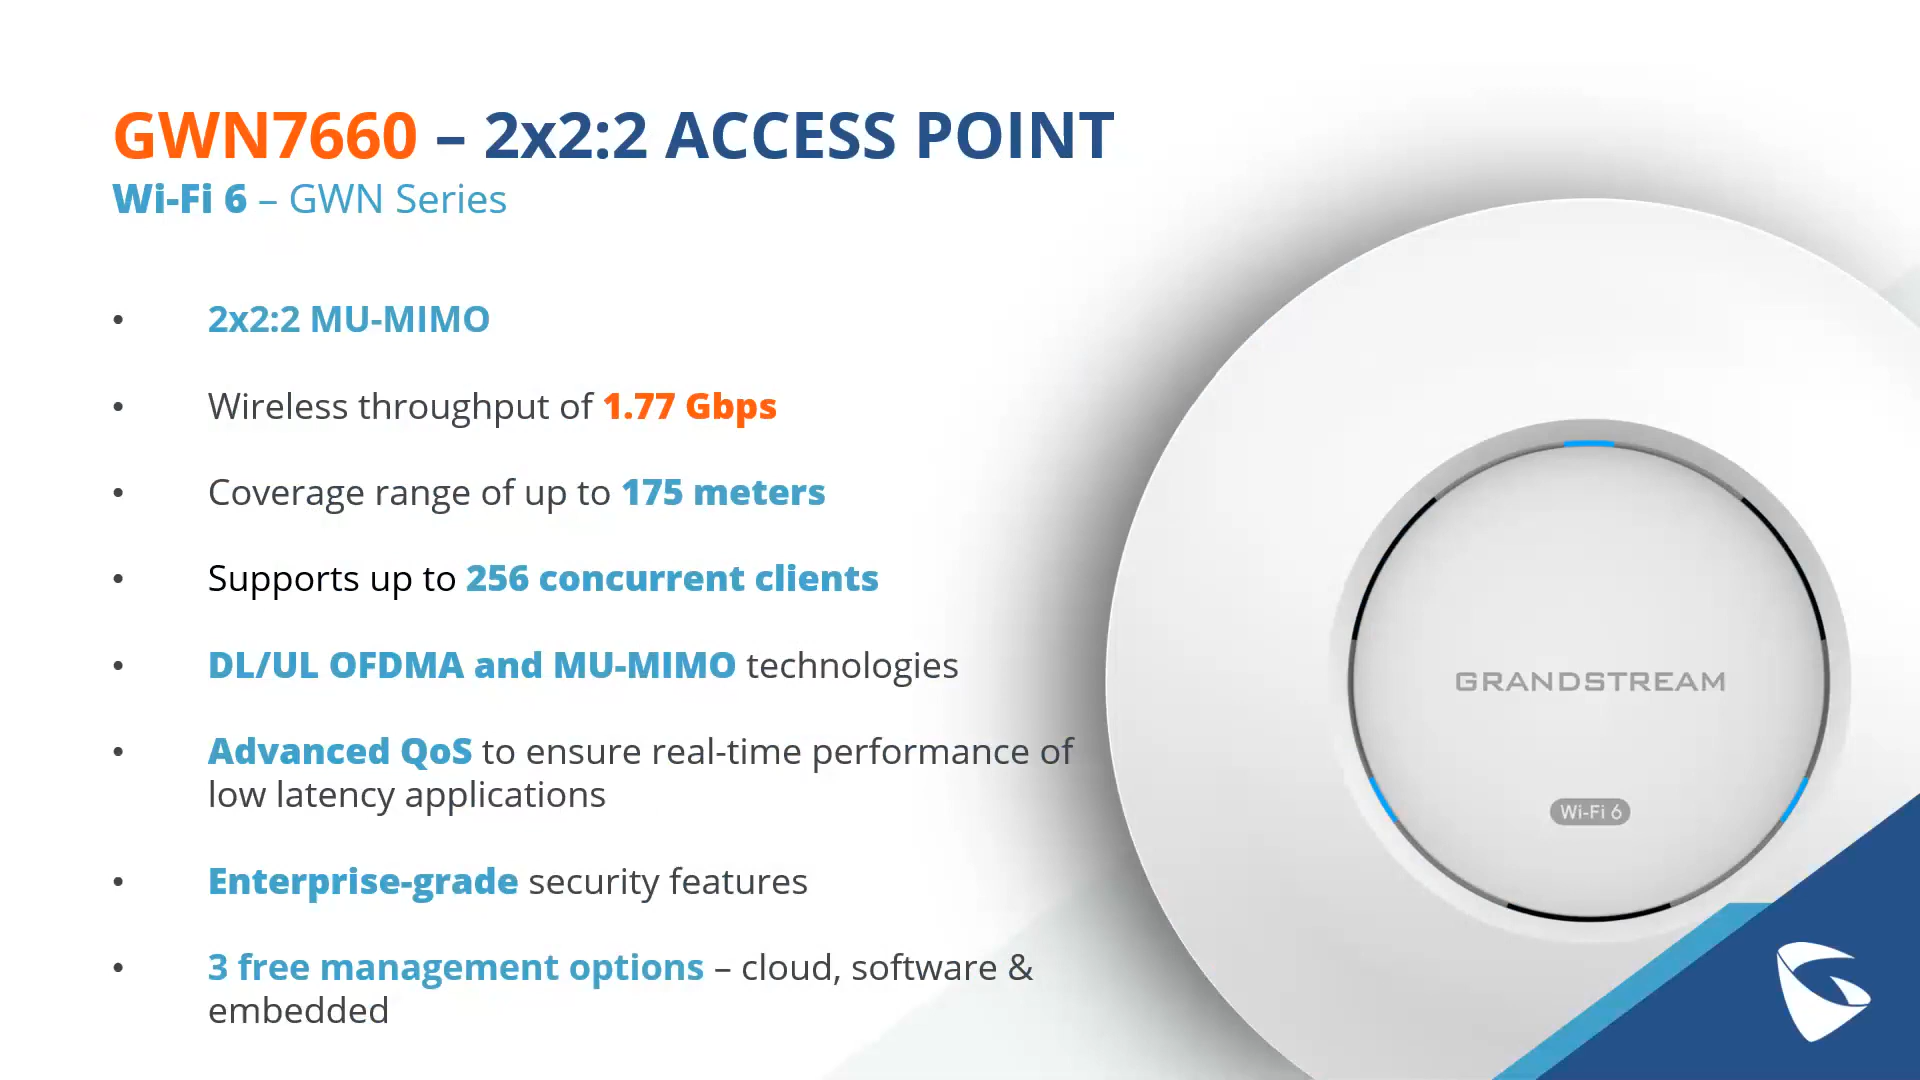 GWN7660 – 2x2:2 ACCESS POINT
Wi-Fi 6 – GWN Series
• 2x2:2 MU-MIMO
• Wireless throughput of 1.77 Gbps
• Coverage range of up to 175 meters
• Supports up to 256 concurrent clients
• DL/UL OFDMA and MU-MIMO technologies
• Advanced QoS to ensure real-time performance of
low latency applications
• Enterprise-grade security features
• 3 free management options – cloud, software &
embedded
GRANDSTREAM
Wi-Fi 6